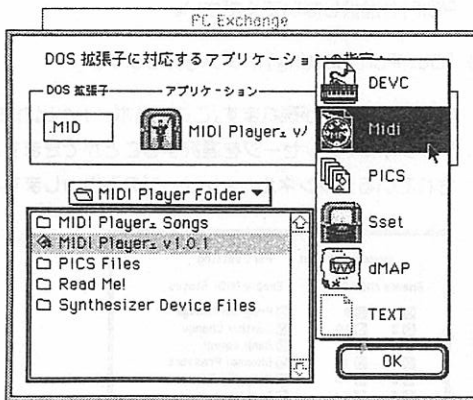 PC Exchange
DOS 拡張子に対応するアプリケーションの指定:
DOS 拡張子
アプリケーション
.MID
MIDI Player± v
MIDI Player Folder
MIDI Player± Songs
MIDI Player± v1.0.1
PICS Files
Read Me!
Synthesizer Device Files
DEVC
Midi
PICS
Sset
dMAP
TEXT
OK